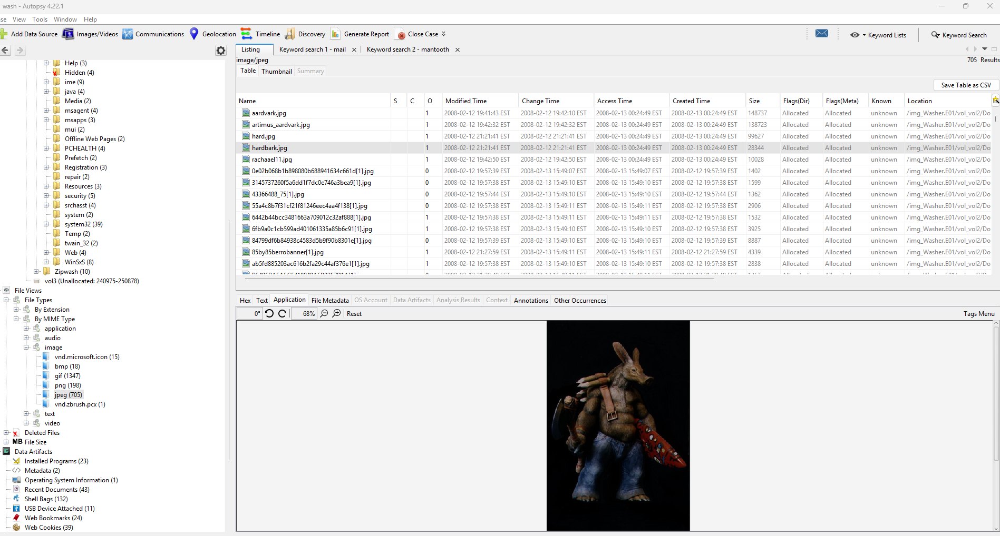 wash - Autopsy 4.22.1
se View Tools Window Help
Add Data Source Images/Videos Communications Geolocation Timeline Discovery Generate Report Close Case Keyword Lists Keyword Search
Listing Keyword search 1 - mail Keyword search 2 - mantooth
image/jpeg 705 Results
Table Thumbnail Summary
Save Table as CSV
Name S C O Modified Time Change Time Access Time Created Time Size Flags(Dir) Flags(Meta) Known Location
aardvark.jpg 1 2008-02-12 19:41:43 EST 2008-02-12 19:42:10 EST 2008-02-13 00:24:49 EST 2008-02-13 00:24:49 EST 148737 Allocated Allocated unknown /img_Washer.E01/vol_vol2/Do
artimus_aardvark.jpg 1 2008-02-12 19:42:32 EST 2008-02-12 19:42:32 EST 2008-02-13 00:24:49 EST 2008-02-13 00:24:49 EST 138723 Allocated Allocated unknown /img_Washer.E01/vol_vol2/Do
hard.jpg 1 2008-02-12 21:21:41 EST 2008-02-12 21:21:41 EST 2008-02-13 00:24:49 EST 2008-02-13 00:24:49 EST 99627 Allocated Allocated unknown /img_Washer.E01/vol_vol2/Do
hardbark.jpg 1 2008-02-12 21:21:41 EST 2008-02-12 21:21:41 EST 2008-02-13 00:24:49 EST 2008-02-13 00:24:49 EST 28344 Allocated Allocated unknown /img_Washer.E01/vol_vol2/Do
rachaael11.jpg 1 2008-02-12 19:42:50 EST 2008-02-12 19:42:50 EST 2008-02-13 00:24:49 EST 2008-02-13 00:24:49 EST 10028 Allocated Allocated unknown /img_Washer.E01/vol_vol2/Do
0e02b068b1b898080b688941634c661d[1].jpg 0 2008-02-12 19:57:39 EST 2008-02-13 15:49:07 EST 2008-02-13 15:49:07 EST 2008-02-12 19:57:39 EST 1402 Allocated Allocated unknown /img_Washer.E01/vol_vol2/Do
3145737260f5a6dd1f7dc0e746a3bea9[1].jpg 0 2008-02-12 19:57:38 EST 2008-02-13 15:49:10 EST 2008-02-13 15:49:10 EST 2008-02-12 19:57:38 EST 1599 Allocated Allocated unknown /img_Washer.E01/vol_vol2/Do
43366488_75[1].jpg 0 2008-02-12 19:57:44 EST 2008-02-13 15:49:10 EST 2008-02-13 15:49:10 EST 2008-02-12 19:57:44 EST 1362 Allocated Allocated unknown /img_Washer.E01/vol_vol2/Do
55a4c8b7f31cf21f81246eec4aa4f138[1].jpg 0 2008-02-12 19:57:38 EST 2008-02-13 15:49:11 EST 2008-02-13 15:49:11 EST 2008-02-12 19:57:38 EST 2906 Allocated Allocated unknown /img_Washer.E01/vol_vol2/Do
6442b44bcc3481663a709012c32af888[1].jpg 1 2008-02-12 19:57:38 EST 2008-02-13 15:49:11 EST 2008-02-13 15:49:11 EST 2008-02-12 19:57:38 EST 1532 Allocated Allocated unknown /img_Washer.E01/vol_vol2/Do
6fb9a0c1cb599ad401061335a85b6c91[1].jpg 1 2008-02-12 19:57:38 EST 2008-02-13 15:49:10 EST 2008-02-13 15:49:10 EST 2008-02-12 19:57:38 EST 3925 Allocated Allocated unknown /img_Washer.E01/vol_vol2/Do
84799df6b84938c4583d5b9f90b8301e[1].jpg 0 2008-02-12 19:57:39 EST 2008-02-13 15:49:10 EST 2008-02-13 15:49:10 EST 2008-02-12 19:57:39 EST 8887 Allocated Allocated unknown /img_Washer.E01/vol_vol2/Do
85by85berrobanner[1].jpg 1 2008-02-12 21:27:59 EST 2008-02-13 15:49:11 EST 2008-02-13 15:49:11 EST 2008-02-12 21:27:59 EST 4339 Allocated Allocated unknown /img_Washer.E01/vol_vol2/Do
ab5fd885203ac616b2fa29c44af376e1[1].jpg 1 2008-02-12 19:57:38 EST 2008-02-13 15:49:10 EST 2008-02-13 15:49:10 EST 2008-02-12 19:57:38 EST 2838 Allocated Allocated unknown /img_Washer.E01/vol_vol2/Do
Help (3)
Hidden (4)
ime (9)
java (4)
Media (2)
msagent (4)
msapps (3)
mui (2)
Offline Web Pages (2)
PCHEALTH (4)
Prefetch (2)
Registration (3)
repair (2)
Resources (3)
security (5)
srchasst (4)
system (2)
system32 (39)
Temp (2)
twain_32 (2)
Web (4)
WinSxS (8)
Zipwash (10)
vol3 (Unallocated: 240975-250878)
File Views
File Types
By Extension
By MIME Type
application
audio
image
vnd.microsoft.icon (15)
bmp (18)
gif (1347)
png (198)
jpeg (705)
vnd.zbrush.pcx (1)
text
video
Deleted Files
MB File Size
Data Artifacts
Installed Programs (23)
Metadata (2)
Operating System Information (1)
Recent Documents (43)
Shell Bags (132)
USB Device Attached (11)
Web Bookmarks (24)
Web Cookies (39)
Hex Text Application File Metadata OS Account Data Artifacts Analysis Results Context Annotations Other Occurrences
0° 68% Reset Tags Menu